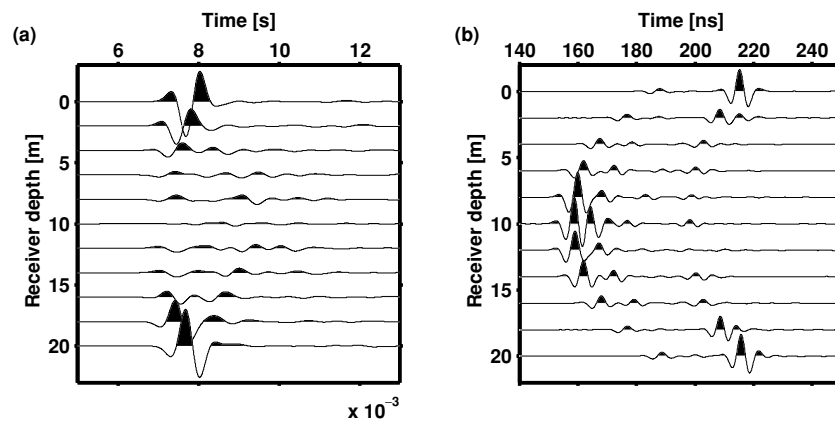 (a)
Time [s]
6 8 10 12
Receiver depth [m]
0
5
10
15
20
x 10⁻³
(b)
Time [ns]
140 160 180 200 220 240
Receiver depth [m]
0
5
10
15
20